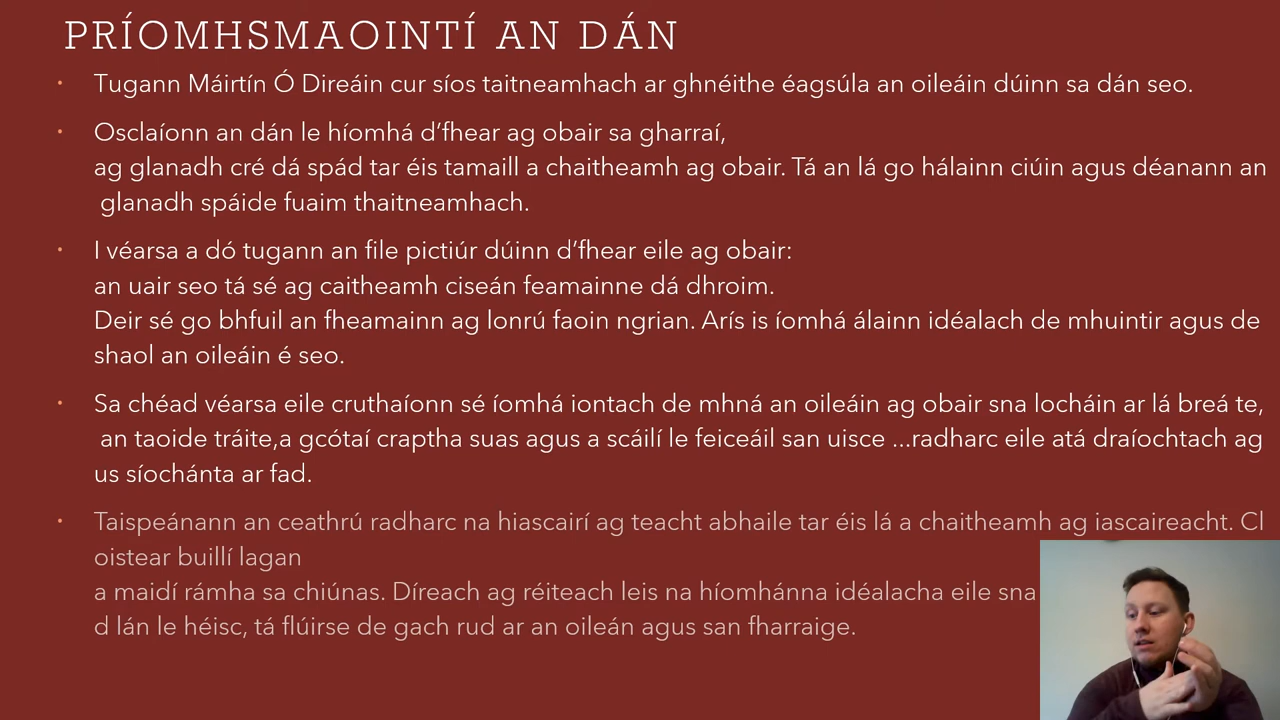 PRÍOMHSMAOINTÍ AN DÁN
• Tugann Máirtín Ó Direáin cur síos taitneamhach ar ghnéithe éagsúla an oileáin dúinn sa dán seo.
• Osclaíonn an dán le híomhá d'fhear ag obair sa gharraí,
ag glanadh cré dá spád tar éis tamaill a chaitheamh ag obair. Tá an lá go hálainn ciúin agus déanann an
glanadh spáide fuaim thaitneamhach.
• I véarsa a dó tugann an file pictiúr dúinn d'fhear eile ag obair:
an uair seo tá sé ag caitheamh ciseán feamainne dá dhroim.
Deir sé go bhfuil an fheamainn ag lonrú faoin ngrian. Arís is íomhá álainn idéalach de mhuintir agus de
shaol an oileáin é seo.
• Sa chéad véarsa eile cruthaíonn sé íomhá iontach de mhná an oileáin ag obair sna locháin ar lá breá te,
an taoide tráite,a gcótaí craptha suas agus a scáilí le feiceáil san uisce ...radharc eile atá draíochtach ag
us síochánta ar fad.
• Taispeánann an ceathrú radharc na hiascairí ag teacht abhaile tar éis lá a chaitheamh ag iascaireacht. Cl
oistear buillí lagan
a maidí rámha sa chiúnas. Díreach ag réiteach leis na híomhánna idéalacha eile sna
d lán le héisc, tá flúirse de gach rud ar an oileán agus san fharraige.